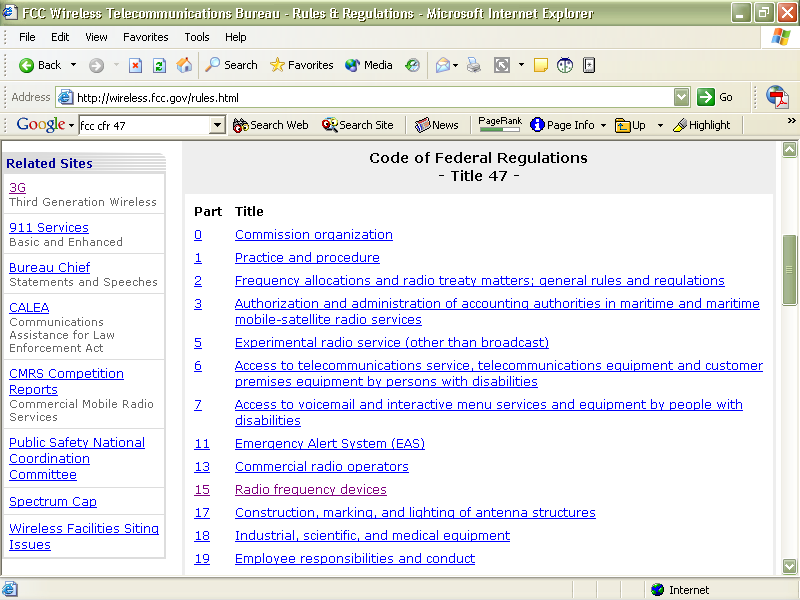 FCC Wireless Telecommunications Bureau - Rules & Regulations - Microsoft Internet Explorer
File Edit View Favorites Tools Help
Back Search Favorites Media
Address http://wireless.fcc.gov/rules.html Go
Google fcc cfr 47 Search Web Search Site News PageRank Page Info Up Highlight »
Related Sites
3G
Third Generation Wireless
911 Services
Basic and Enhanced
Bureau Chief
Statements and Speeches
CALEA
Communications
Assistance for Law
Enforcement Act
CMRS Competition
Reports
Commercial Mobile Radio
Services
Public Safety National
Coordination
Committee
Spectrum Cap
Wireless Facilities Siting
Issues
Code of Federal Regulations
- Title 47 -
Part Title
0 Commission organization
1 Practice and procedure
2 Frequency allocations and radio treaty matters; general rules and regulations
3 Authorization and administration of accounting authorities in maritime and maritime
mobile-satellite radio services
5 Experimental radio service (other than broadcast)
6 Access to telecommunications service, telecommunications equipment and customer
premises equipment by persons with disabilities
7 Access to voicemail and interactive menu services and equipment by people with
disabilities
11 Emergency Alert System (EAS)
13 Commercial radio operators
15 Radio frequency devices
17 Construction, marking, and lighting of antenna structures
18 Industrial, scientific, and medical equipment
19 Employee responsibilities and conduct
Internet